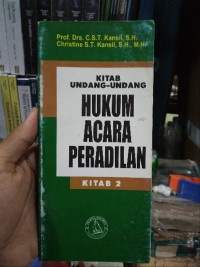 Prof. Drs. C.S.T. Kansil, S.H.
Christine S.T. Kansil, S.H., M.H.
KITAB
UNDANG-UNDANG
HUKUM
ACARA
PERADILAN
KITAB 2